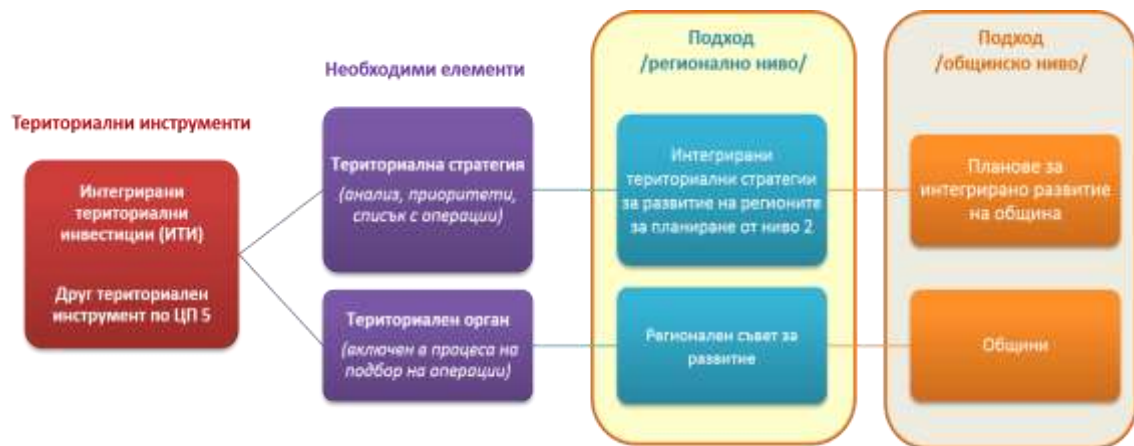 Териториални инструменти
Интегрирани
териториални
инвестиции (ИТИ)
Друг териториален
инструмент по ЦП 5
Необходими елементи
Териториална стратегия
(анализ, приоритети,
списък с операции)
Териториален орган
(включен в процеса на
подбор на операции)
Подход
/регионално ниво/
Интегрирани
териториални стратегии
за развитие на регионите
за планиране от ниво 2
Регионален съвет за
развитие
Подход
/общинско ниво/
Планове за
интегрирано развитие
на община
Общини